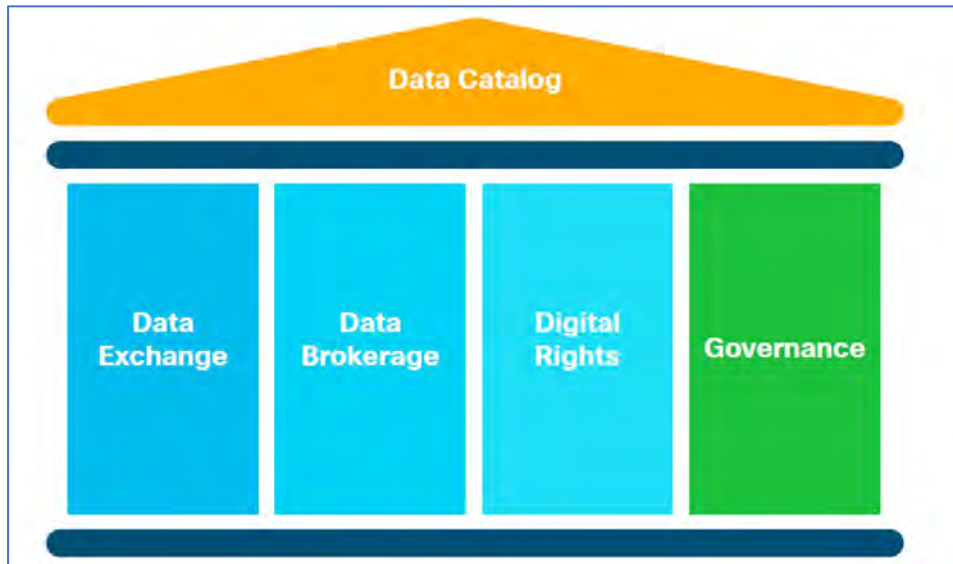 Data Catalog
Data
Exchange
Data
Brokerage
Digital
Rights
Governance